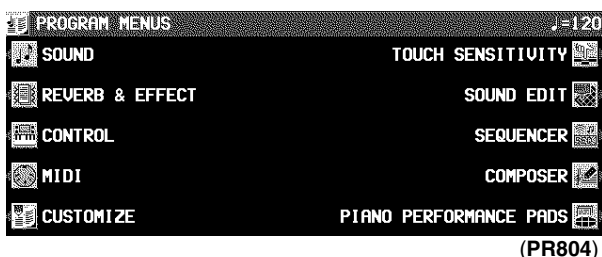 PROGRAM MENUS ♩=120
SOUND TOUCH SENSITIVITY
REVERB & EFFECT SOUND EDIT
CONTROL SEQUENCER
MIDI COMPOSER
CUSTOMIZE PIANO PERFORMANCE PADS
(PR804)